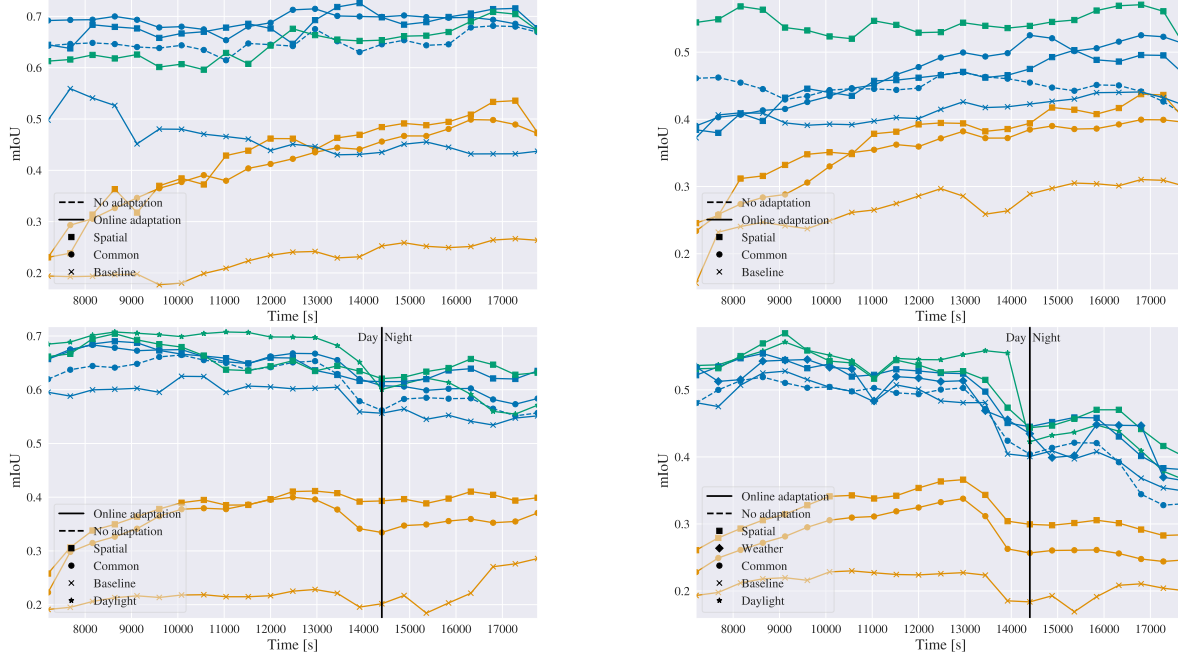 0.7
0.6
0.5
0.4
0.3
0.2
mIoU
No adaptation
Online adaptation
Spatial
Common
Baseline
8000 9000 10000 11000 12000 13000 14000 15000 16000 17000
Time [s]
0.5
0.4
0.3
0.2
mIoU
No adaptation
Online adaptation
Spatial
Common
Baseline
8000 9000 10000 11000 12000 13000 14000 15000 16000 17000
Time [s]
0.7
0.6
0.5
0.4
0.3
0.2
mIoU
Day Night
Online adaptation
No adaptation
Spatial
Common
Baseline
Daylight
8000 9000 10000 11000 12000 13000 14000 15000 16000 17000
Time [s]
0.5
0.4
0.3
0.2
mIoU
Day Night
Online adaptation
No adaptation
Spatial
Weather
Common
Baseline
Daylight
8000 9000 10000 11000 12000 13000 14000 15000 16000 17000
Time [s]